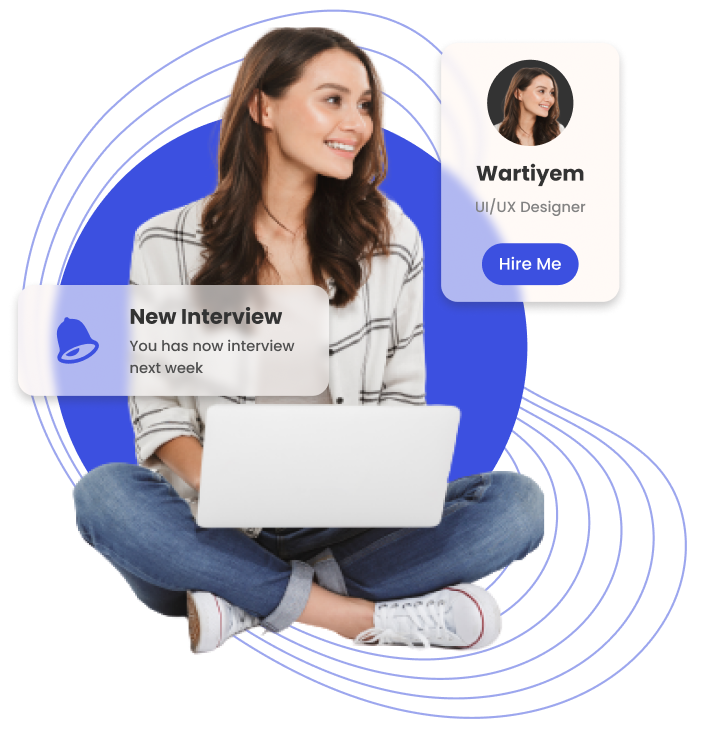 Wartiyem
UI/UX Designer
Hire Me
New Interview
You has now interview
next week